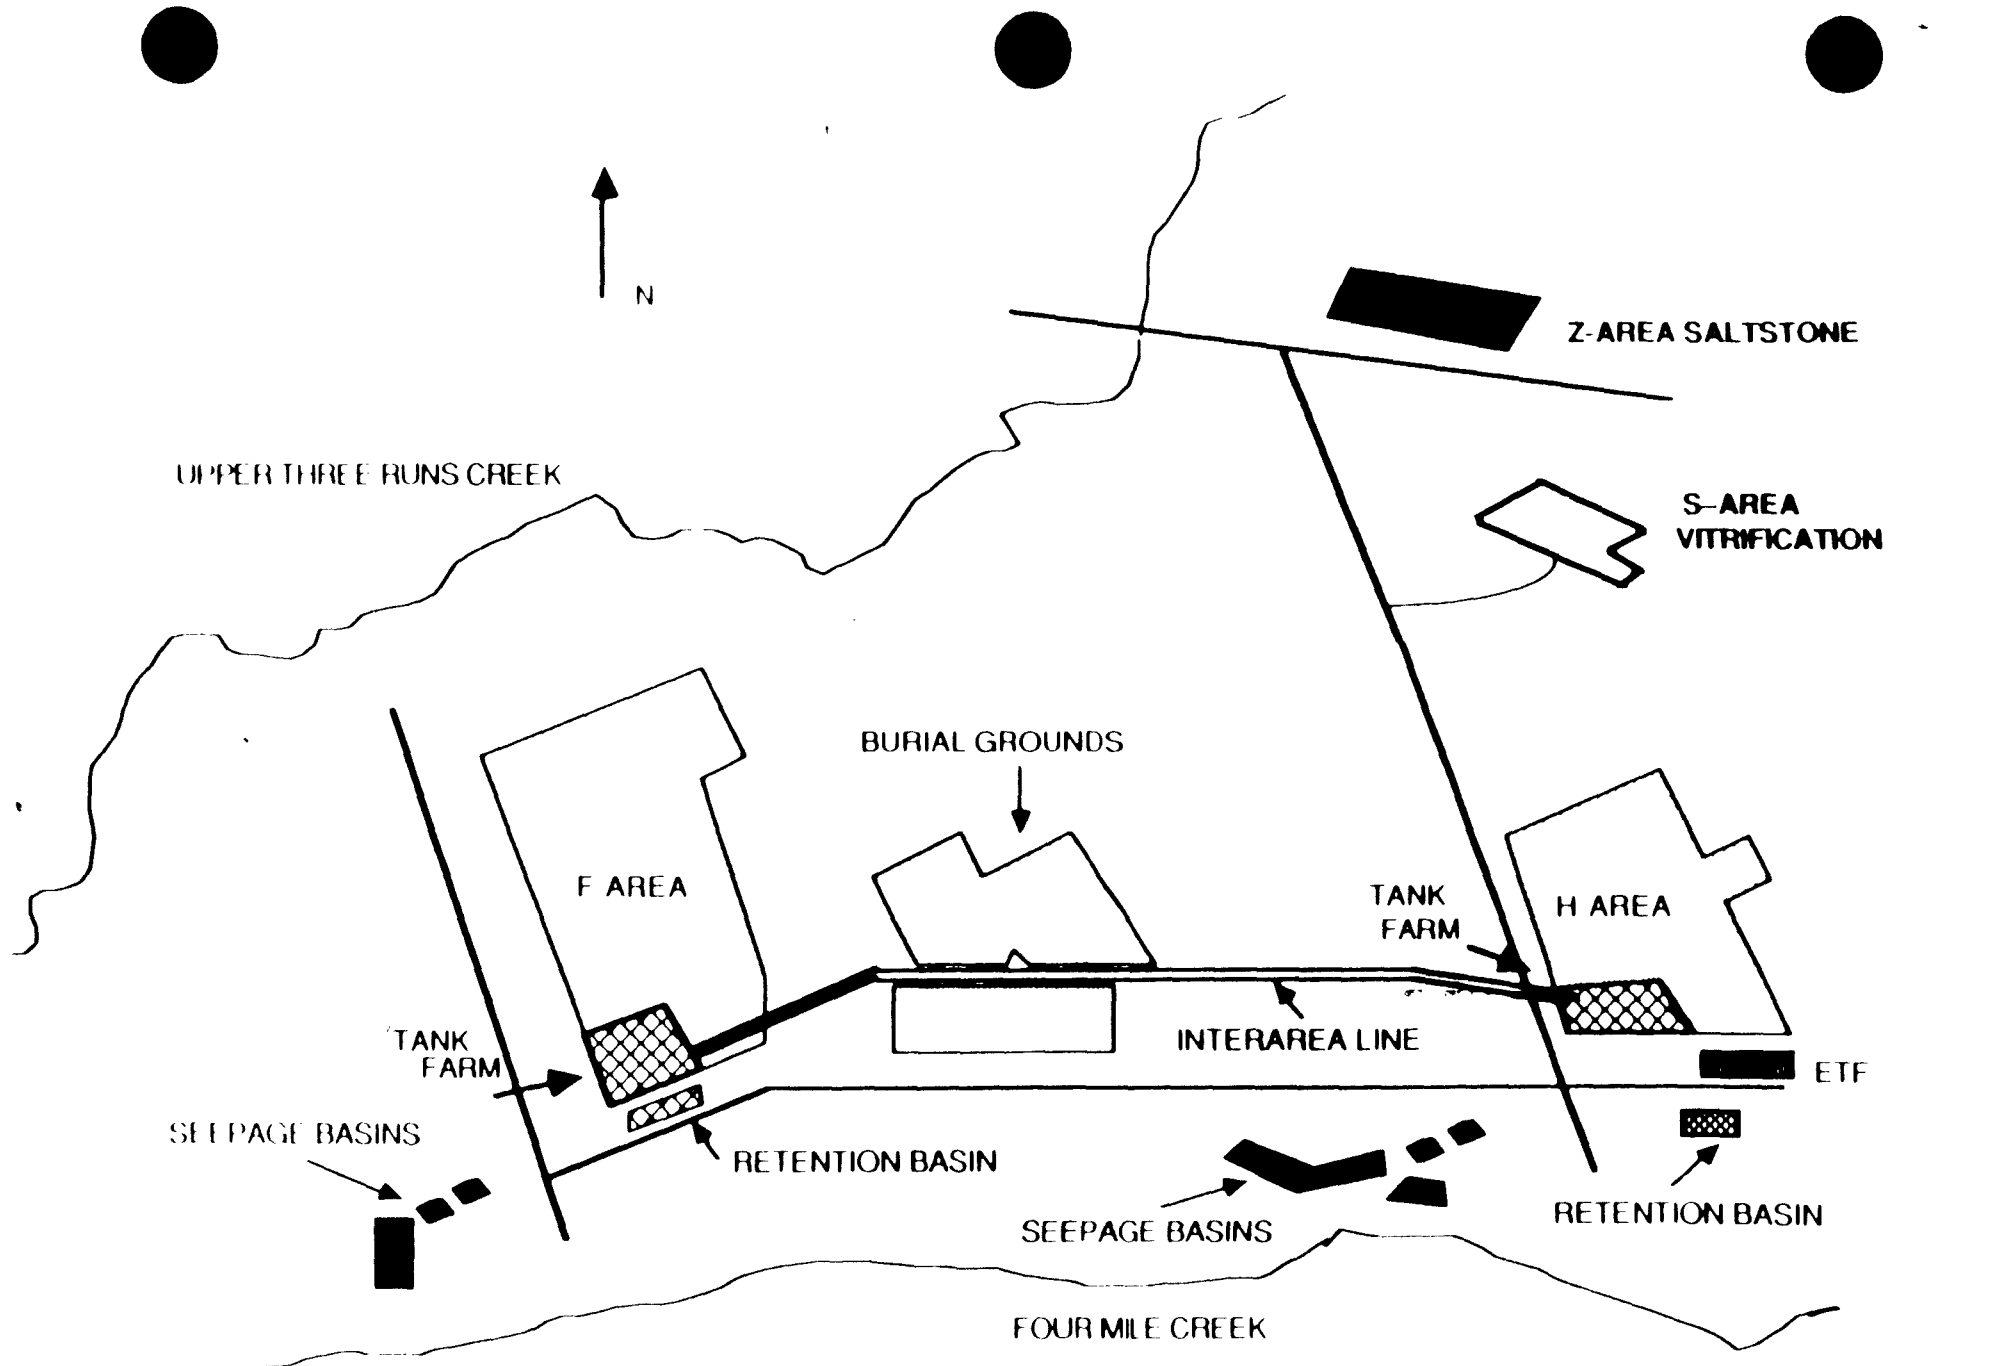 N
Z-AREA SALTSTONE
UPPER THREE RUNS CREEK
S-AREA
VITRIFICATION
BURIAL GROUNDS
F AREA
TANK
FARM
H AREA
TANK
FARM
INTERAREA LINE
ETF
SEEPAGE BASINS
RETENTION BASIN
SEEPAGE BASINS
RETENTION BASIN
FOUR MILE CREEK